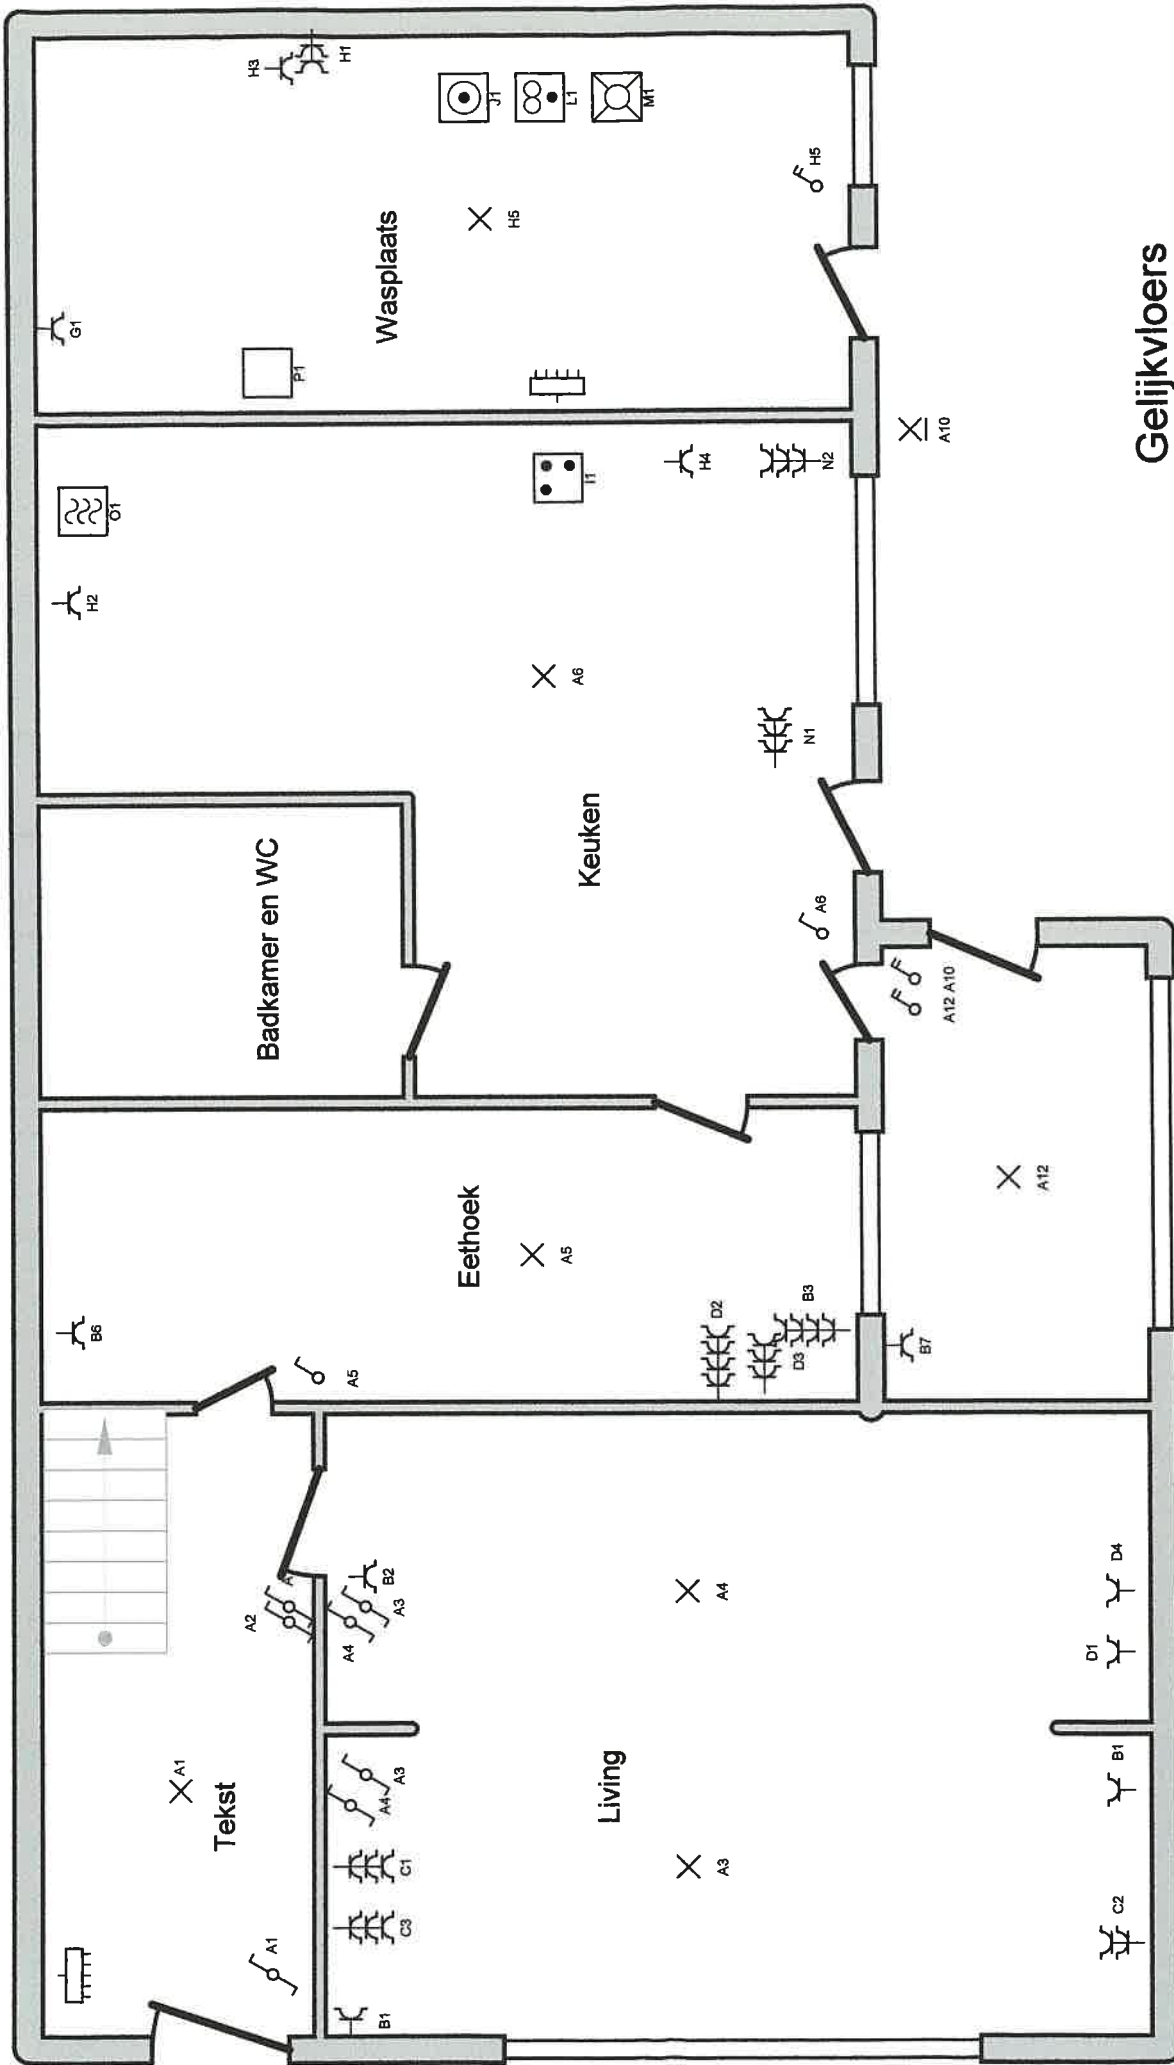 Gelijkvloers
Tekst
Living
Eethoek
Badkamer en WC
Keuken
Wasplaats
A1
A1
A2
A
B1
C3
C1
A4
A3
A4
A3
B2
A3
A4
C2
B1
D1
D4
B6
A5
A5
D2
D3
B3
B7
A12
A12 A10
A6
A6
N1
H2
O1
I1
H4
N2
A10
G1
P1
H3
H1
J1
L1
M1
H5
H5